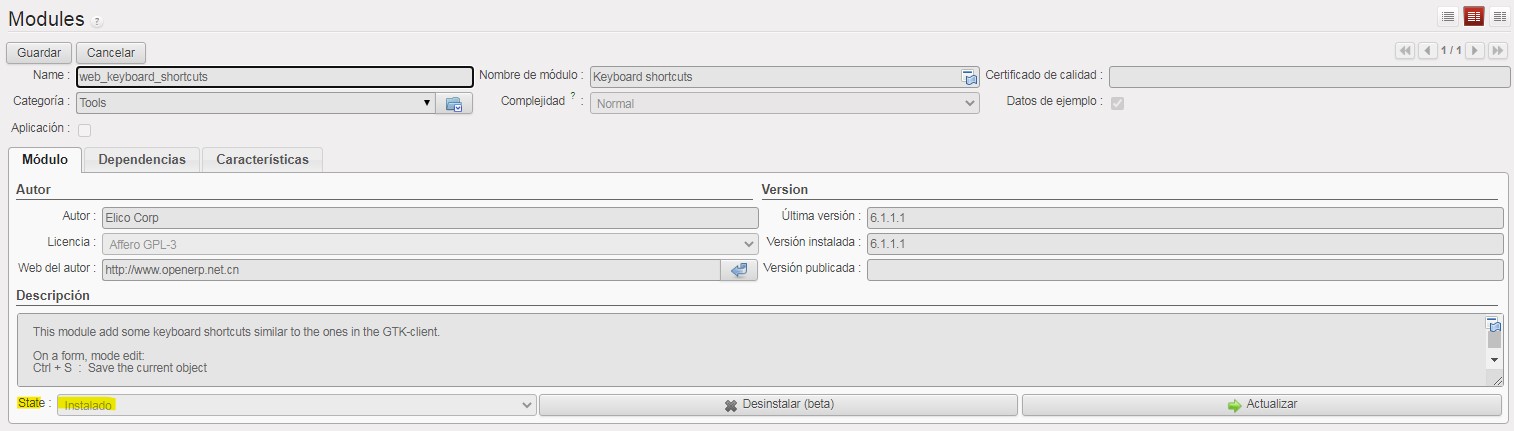 Modules ?
Guardar Cancelar 1 / 1
Name : web_keyboard_shortcuts Nombre de módulo : Keyboard shortcuts Certificado de calidad :
Categoría : Tools Complejidad ? : Normal Datos de ejemplo :
Aplicación :
Módulo Dependencias Características
Autor Version
Autor : Elico Corp Última versión : 6.1.1.1
Licencia : Affero GPL-3 Versión instalada : 6.1.1.1
Web del autor : http://www.openerp.net.cn Versión publicada :
Descripción
This module add some keyboard shortcuts similar to the ones in the GTK-client.
On a form, mode edit:
Ctrl + S : Save the current object
State : Instalado Desinstalar (beta) Actualizar